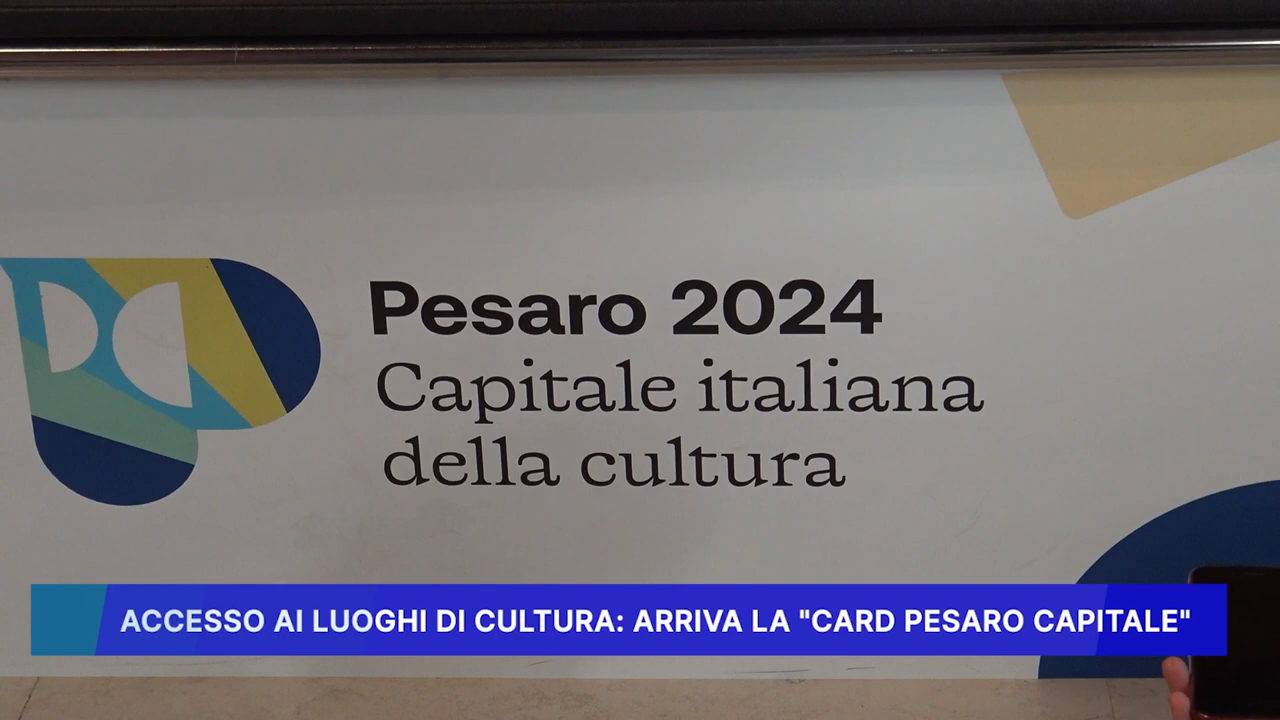 Pesaro 2024
Capitale italiana
della cultura
ACCESSO AI LUOGHI DI CULTURA: ARRIVA LA "CARD PESARO CAPITALE"